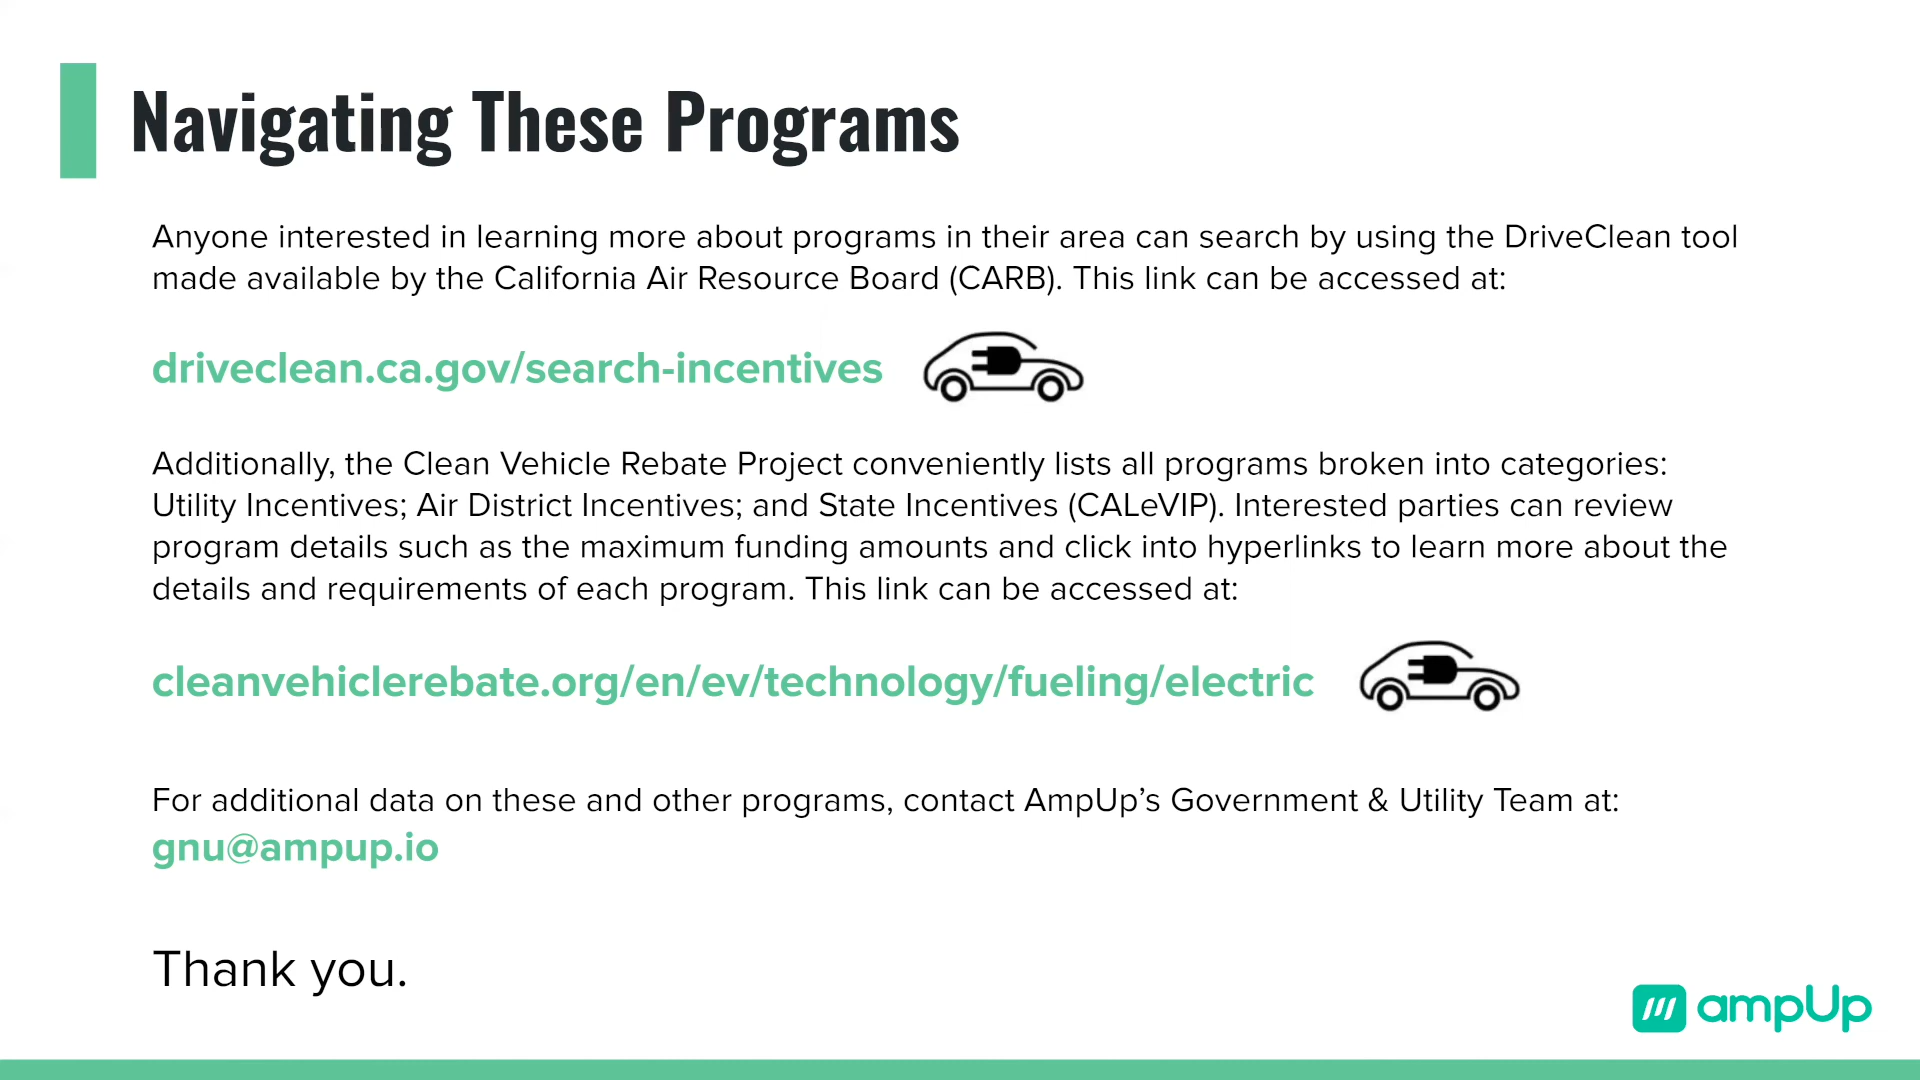 Navigating These Programs
Anyone interested in learning more about programs in their area can search by using the DriveClean tool
made available by the California Air Resource Board (CARB). This link can be accessed at:
driveclean.ca.gov/search-incentives
Additionally, the Clean Vehicle Rebate Project conveniently lists all programs broken into categories:
Utility Incentives; Air District Incentives; and State Incentives (CALeVIP). Interested parties can review
program details such as the maximum funding amounts and click into hyperlinks to learn more about the
details and requirements of each program. This link can be accessed at:
cleanvehiclerebate.org/en/ev/technology/fueling/electric
For additional data on these and other programs, contact AmpUp’s Government & Utility Team at:
gnu@ampup.io
Thank you.
ampUp